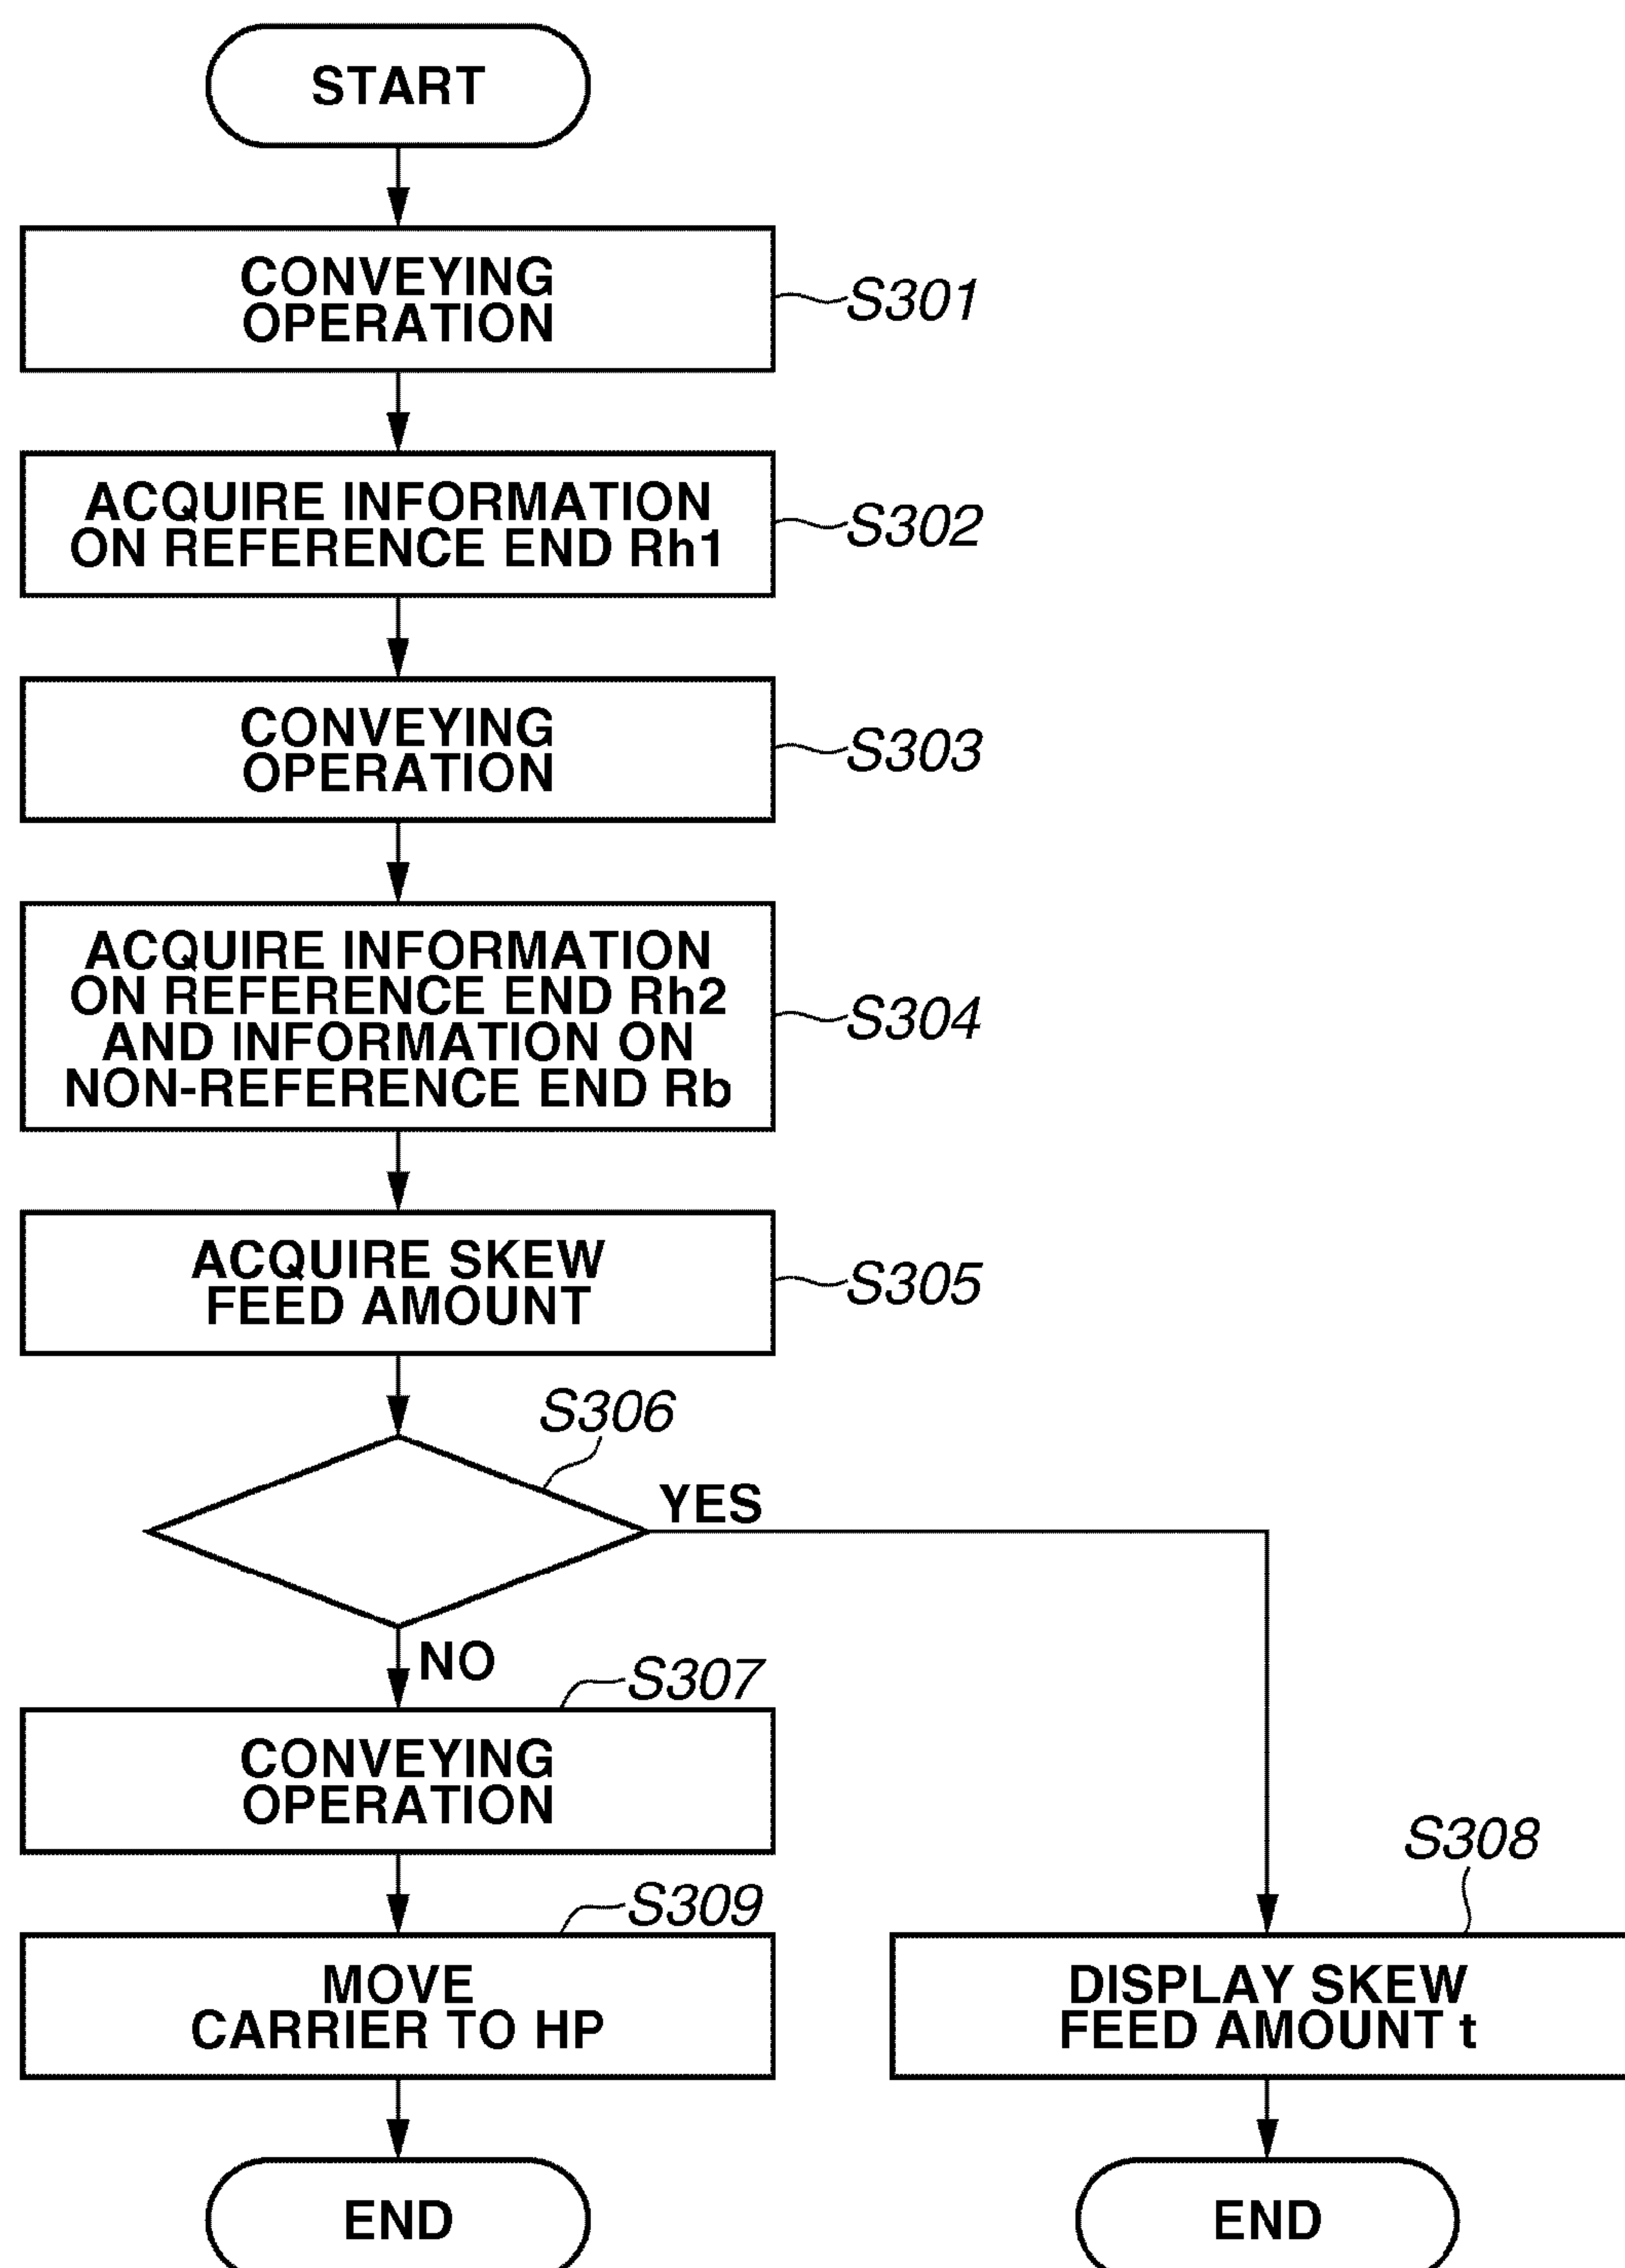 START
CONVEYING
OPERATION
S301
ACQUIRE INFORMATION
ON REFERENCE END Rh1
S302
CONVEYING
OPERATION
S303
ACQUIRE INFORMATION
ON REFERENCE END Rh2
AND INFORMATION ON
NON-REFERENCE END Rb
S304
ACQUIRE SKEW
FEED AMOUNT
S305
S306
YES
NO
S307
CONVEYING
OPERATION
S309
MOVE
CARRIER TO HP
END
S308
DISPLAY SKEW
FEED AMOUNT t
END